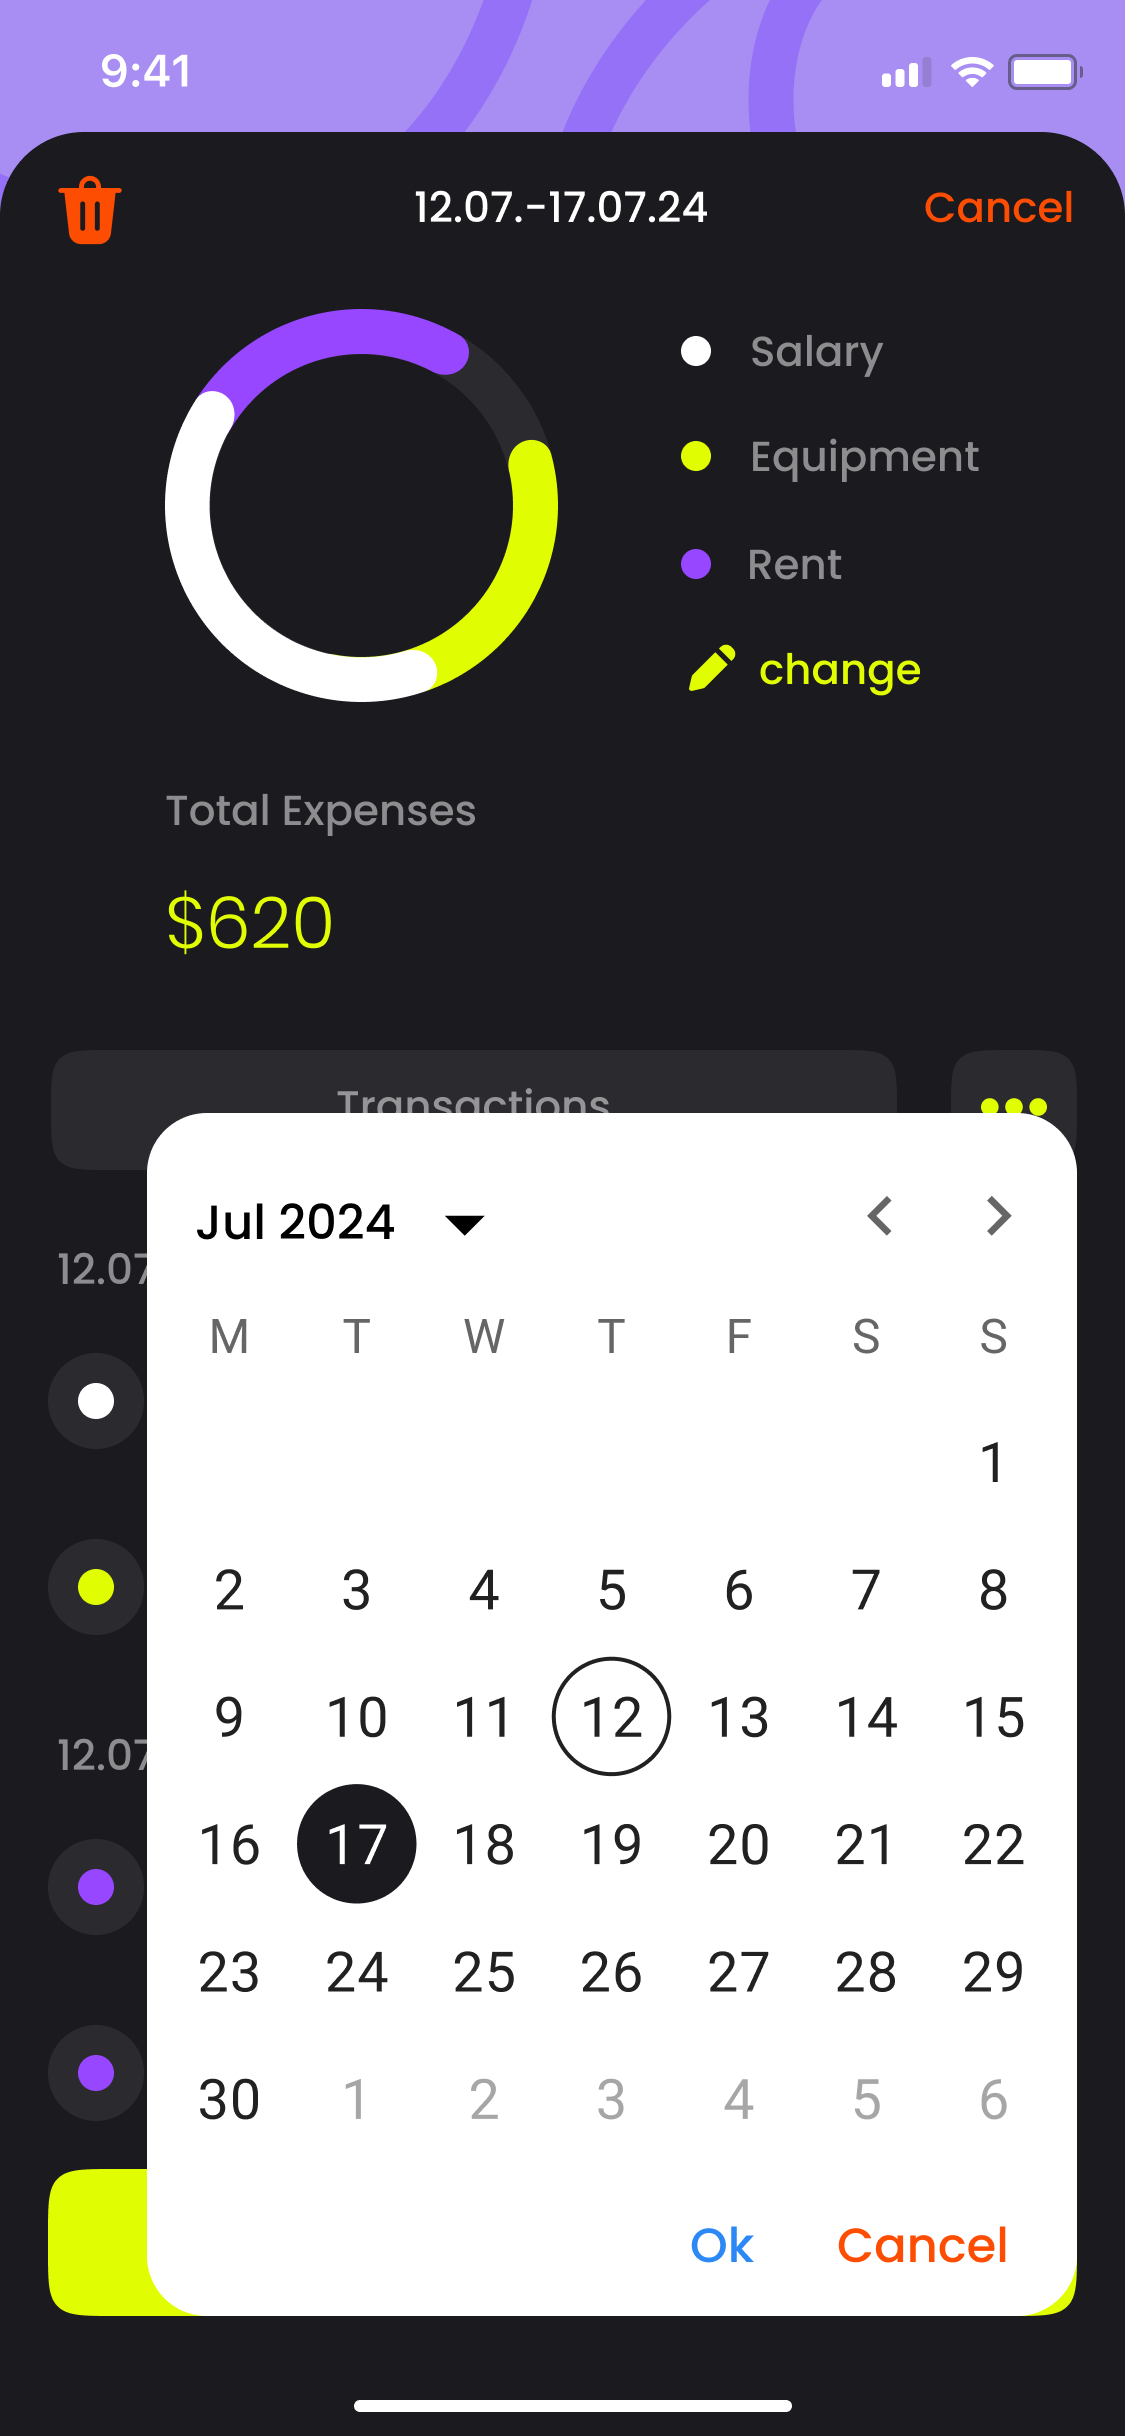 9:41
12.07.-17.07.24
Cancel
Salary
Equipment
Rent
change
Total Expenses
$620
Transactions
Jul 2024
12.07
M T W T F S S
1
2 3 4 5 6 7 8
9 10 11 12 13 14 15
12.07
16 17 18 19 20 21 22
23 24 25 26 27 28 29
30 1 2 3 4 5 6
Ok Cancel